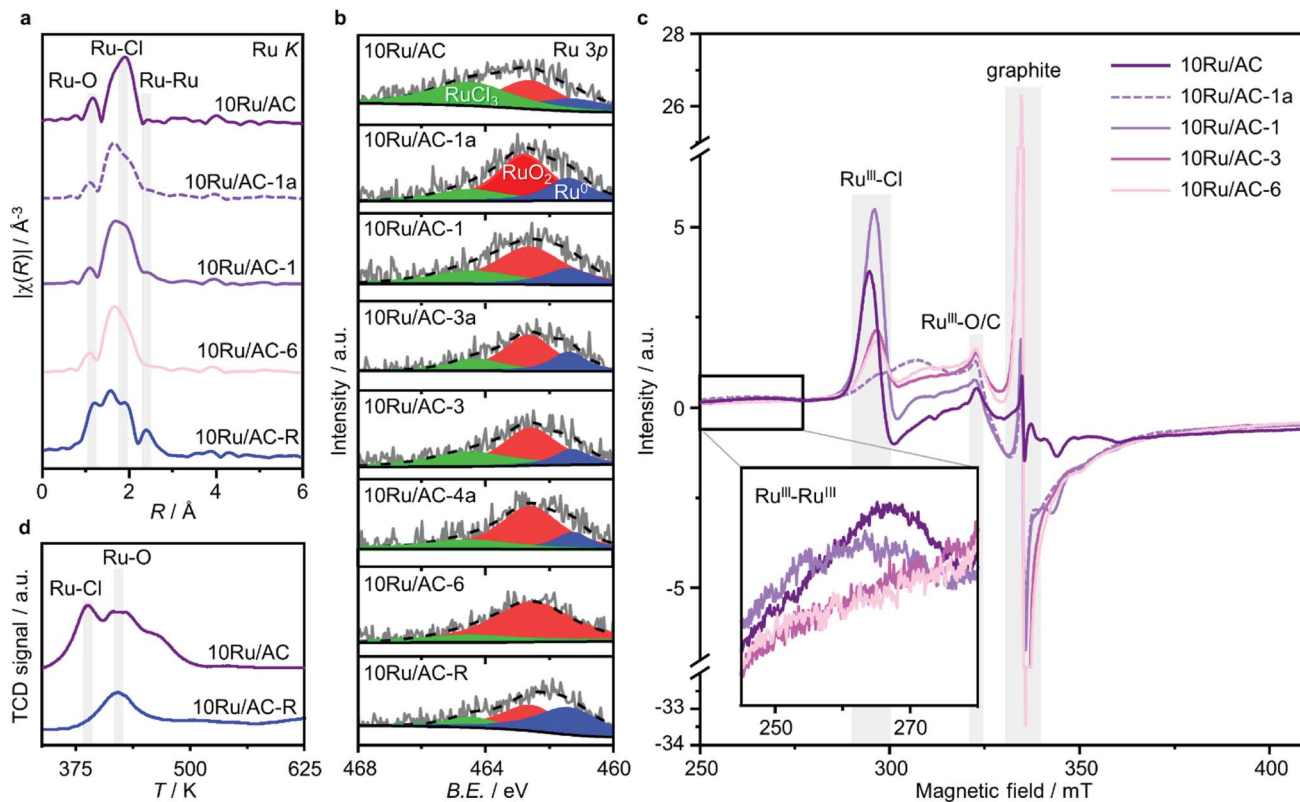 a
Ru-Cl
Ru K
Ru-O
Ru-Ru
10Ru/AC
10Ru/AC-1a
10Ru/AC-1
10Ru/AC-6
10Ru/AC-R
|χ(R)| / Å-3
0
2
4
6
R / Å
d
Ru-O
Ru-Cl
10Ru/AC
10Ru/AC-R
TCD signal / a.u.
375
500
625
T / K
b
10Ru/AC
Ru 3p
RuCl3
10Ru/AC-1a
RuO2
Ru0
10Ru/AC-1
10Ru/AC-3a
10Ru/AC-3
10Ru/AC-4a
10Ru/AC-6
10Ru/AC-R
Intensity / a.u.
468
464
460
B.E. / eV
c
28
26
5
0
-5
-33
-34
Intensity / a.u.
graphite
RuIII-Cl
RuIII-O/C
10Ru/AC
10Ru/AC-1a
10Ru/AC-1
10Ru/AC-3
10Ru/AC-6
RuIII-RuIII
250
270
250
300
350
400
Magnetic field / mT